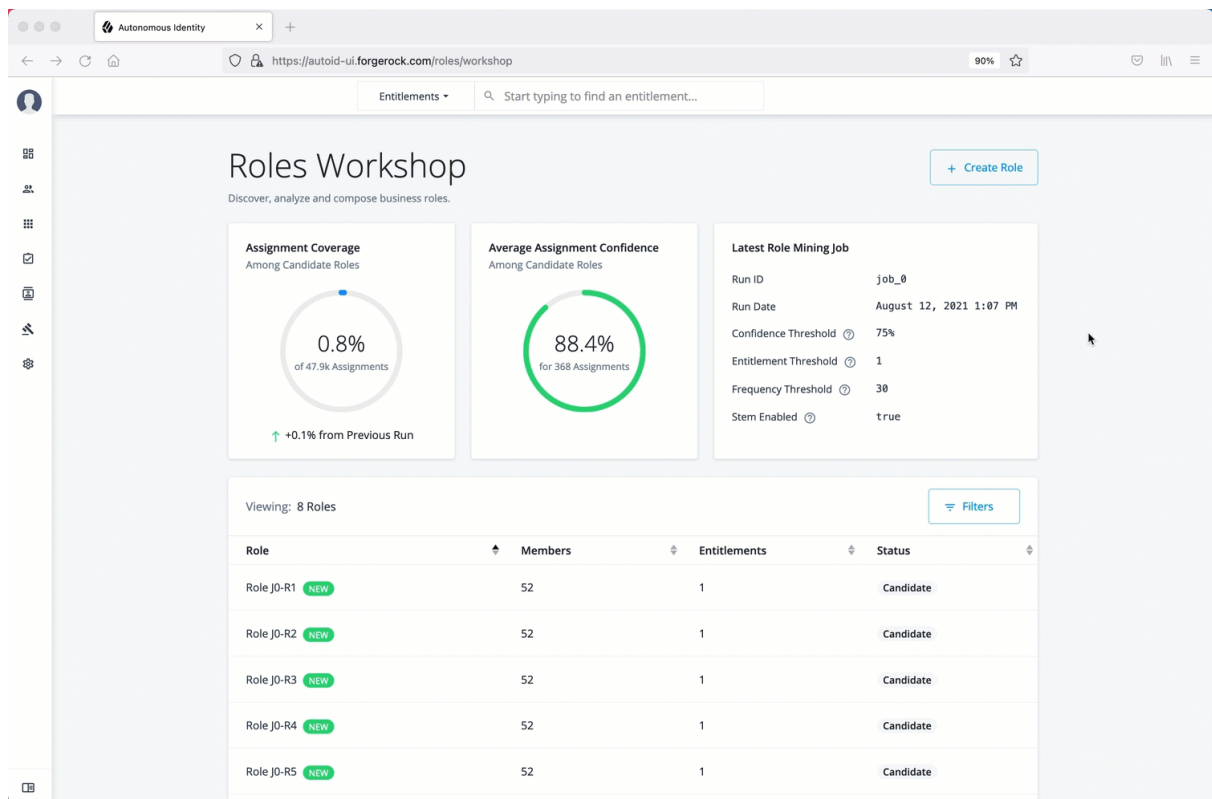 Autonomous Identity
https://autoid-ui.forgerock.com/roles/workshop
90%
Entitlements
Start typing to find an entitlement...
Roles Workshop
Discover, analyze and compose business roles.
+ Create Role
Assignment Coverage
Among Candidate Roles
0.8%
of 47.9k Assignments
+0.1% from Previous Run
Average Assignment Confidence
Among Candidate Roles
88.4%
for 368 Assignments
Latest Role Mining Job
Run ID job_0
Run Date August 12, 2021 1:07 PM
Confidence Threshold 75%
Entitlement Threshold 1
Frequency Threshold 30
Stem Enabled true
Viewing: 8 Roles
Filters
Role Members Entitlements Status
Role J0-R1 NEW 52 1 Candidate
Role J0-R2 NEW 52 1 Candidate
Role J0-R3 NEW 52 1 Candidate
Role J0-R4 NEW 52 1 Candidate
Role J0-R5 NEW 52 1 Candidate